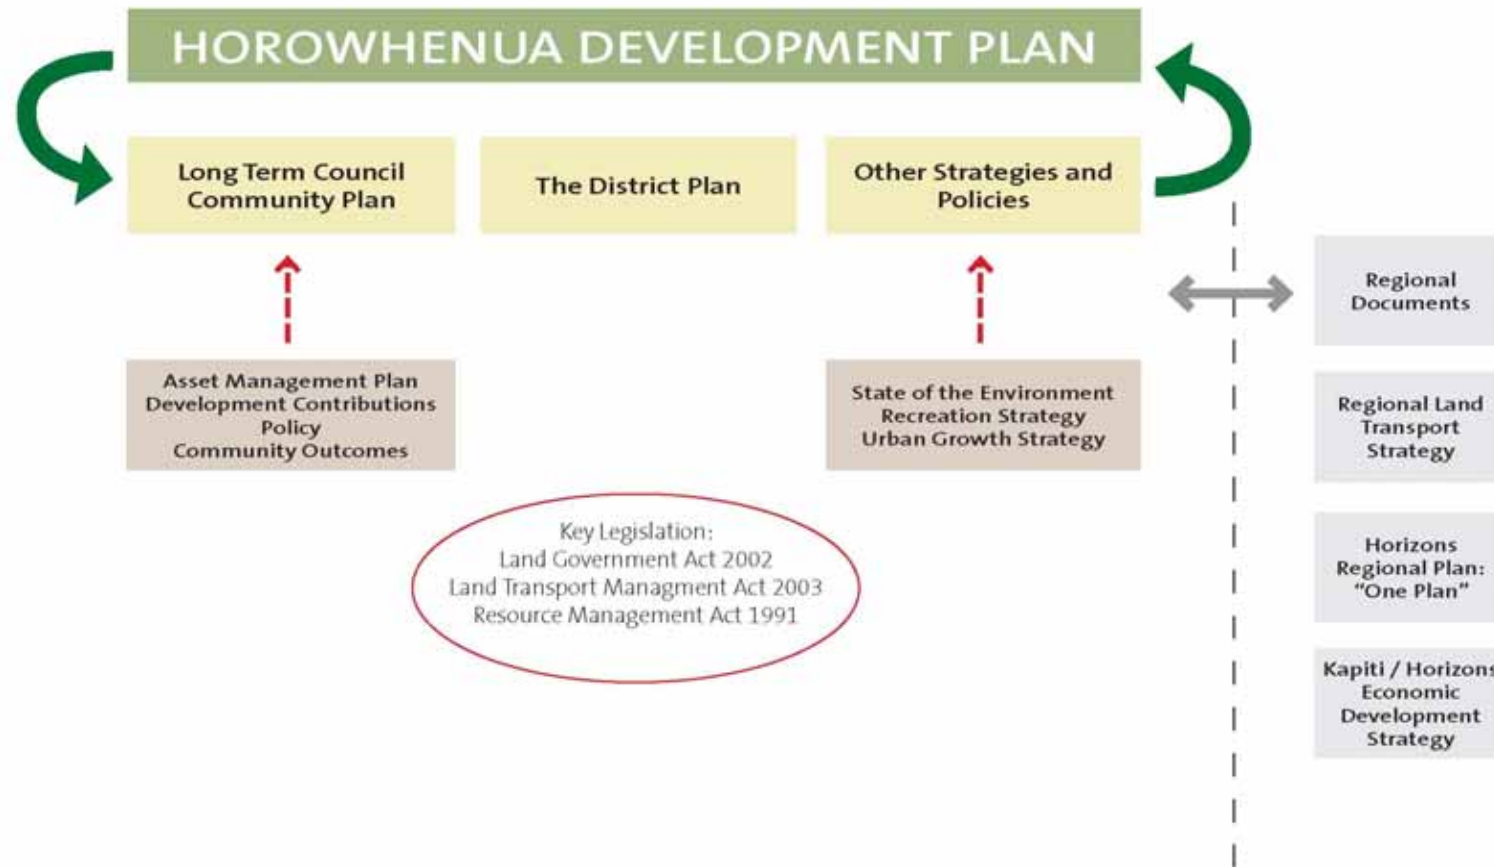 HOROWHENUA DEVELOPMENT PLAN
Long Term Council
Community Plan
The District Plan
Other Strategies and
Policies
Asset Management Plan
Development Contributions
Policy
Community Outcomes
State of the Environment
Recreation Strategy
Urban Growth Strategy
Key Legislation:
Land Government Act 2002
Land Transport Managment Act 2003
Resource Management Act 1991
Regional
Documents
Regional Land
Transport
Strategy
Horizons
Regional Plan:
“One Plan”
Kapiti / Horizons
Economic
Development
Strategy